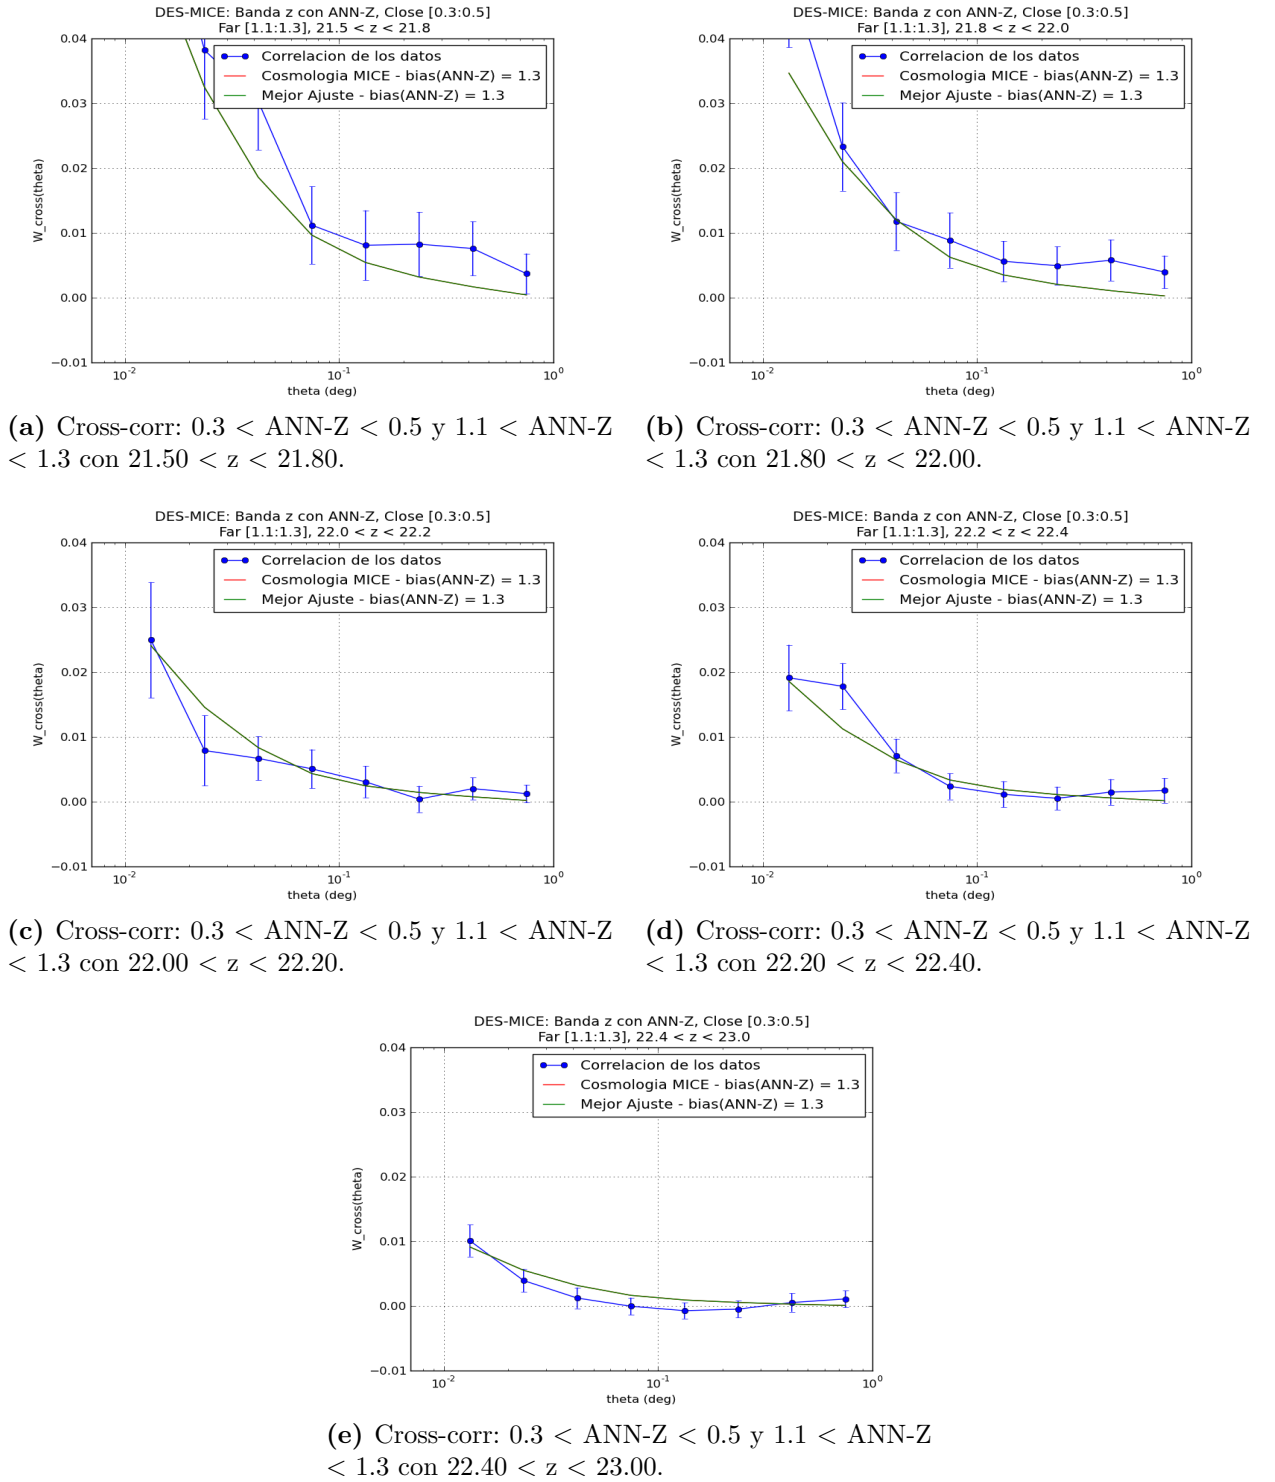 DES-MICE: Banda z con ANN-Z, Close [0.3:0.5]
Far [1.1:1.3], 21.5 < z < 21.8
0.04
0.03
0.02
0.01
0.00
−0.01
W_cross(theta)
Correlacion de los datos
Cosmologia MICE - bias(ANN-Z) = 1.3
Mejor Ajuste - bias(ANN-Z) = 1.3
10⁻² 10⁻¹ 10⁰
theta (deg)
(a) Cross-corr: 0.3 < ANN-Z < 0.5 y 1.1 < ANN-Z
< 1.3 con 21.50 < z < 21.80.
DES-MICE: Banda z con ANN-Z, Close [0.3:0.5]
Far [1.1:1.3], 21.8 < z < 22.0
0.04
0.03
0.02
0.01
0.00
−0.01
W_cross(theta)
Correlacion de los datos
Cosmologia MICE - bias(ANN-Z) = 1.3
Mejor Ajuste - bias(ANN-Z) = 1.3
10⁻² 10⁻¹ 10⁰
theta (deg)
(b) Cross-corr: 0.3 < ANN-Z < 0.5 y 1.1 < ANN-Z
< 1.3 con 21.80 < z < 22.00.
DES-MICE: Banda z con ANN-Z, Close [0.3:0.5]
Far [1.1:1.3], 22.0 < z < 22.2
0.04
0.03
0.02
0.01
0.00
−0.01
W_cross(theta)
Correlacion de los datos
Cosmologia MICE - bias(ANN-Z) = 1.3
Mejor Ajuste - bias(ANN-Z) = 1.3
10⁻² 10⁻¹ 10⁰
theta (deg)
(c) Cross-corr: 0.3 < ANN-Z < 0.5 y 1.1 < ANN-Z
< 1.3 con 22.00 < z < 22.20.
DES-MICE: Banda z con ANN-Z, Close [0.3:0.5]
Far [1.1:1.3], 22.2 < z < 22.4
0.04
0.03
0.02
0.01
0.00
−0.01
W_cross(theta)
Correlacion de los datos
Cosmologia MICE - bias(ANN-Z) = 1.3
Mejor Ajuste - bias(ANN-Z) = 1.3
10⁻² 10⁻¹ 10⁰
theta (deg)
(d) Cross-corr: 0.3 < ANN-Z < 0.5 y 1.1 < ANN-Z
< 1.3 con 22.20 < z < 22.40.
DES-MICE: Banda z con ANN-Z, Close [0.3:0.5]
Far [1.1:1.3], 22.4 < z < 23.0
0.04
0.03
0.02
0.01
0.00
−0.01
W_cross(theta)
Correlacion de los datos
Cosmologia MICE - bias(ANN-Z) = 1.3
Mejor Ajuste - bias(ANN-Z) = 1.3
10⁻² 10⁻¹ 10⁰
theta (deg)
(e) Cross-corr: 0.3 < ANN-Z < 0.5 y 1.1 < ANN-Z
< 1.3 con 22.40 < z < 23.00.